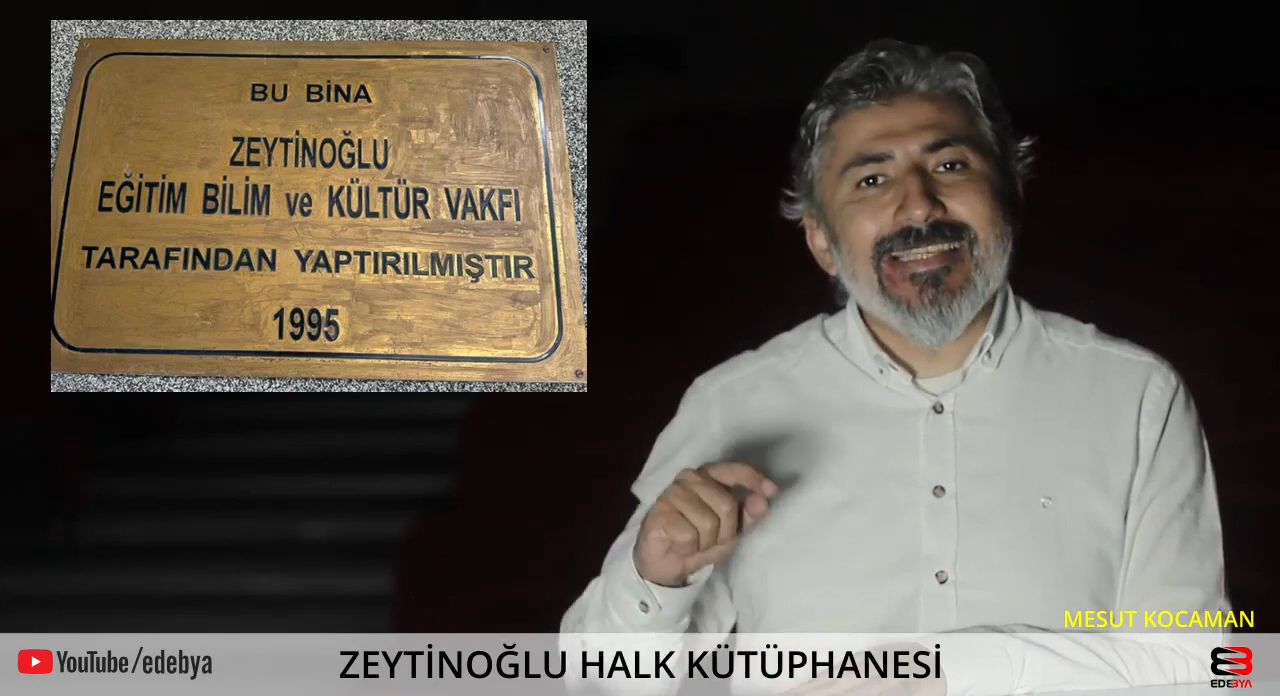 BU BİNA
ZEYTİNOĞLU
EĞİTİM BİLİM ve KÜLTÜR VAKFI
TARAFINDAN YAPTIRILMIŞTIR
1995
MESUT KOCAMAN
YouTube/edebya
ZEYTİNOĞLU HALK KÜTÜPHANESİ
EDEBYA